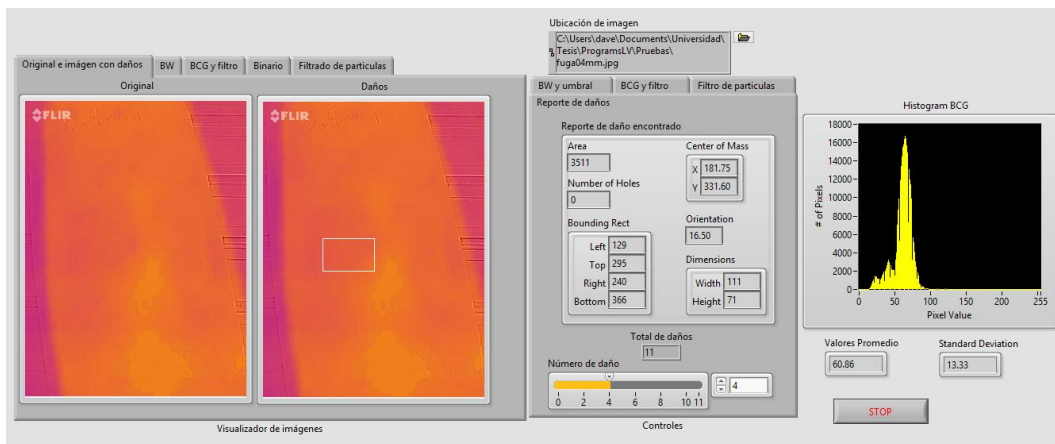 Ubicación de imagen
C:\Users\dave\Documents\Universidad\
Tesis\ProgramsLV\Pruebas\
fuga04mm.jpg
Original e imágen con daños BW BCG y filtro Binario Filtrado de particulas
Original Daños
FLIR FLIR
BW y umbral BCG y filtro Filtro de particulas
Reporte de daños
Reporte de daño encontrado
Area
3511
Number of Holes
0
Center of Mass
X 181.75
Y 331.60
Bounding Rect
Left 129
Top 295
Right 240
Bottom 366
Orientation
16.50
Dimensions
Width 111
Height 71
Total de daños
11
Número de daño
0 2 4 6 8 10 11
4
Visualizador de imágenes
Controles
Histogram BCG
# of Pixels
18000
16000
14000
12000
10000
8000
6000
4000
2000
0
0 50 100 150 200 255
Pixel Value
Valores Promedio
60.86
Standard Deviation
13.33
STOP